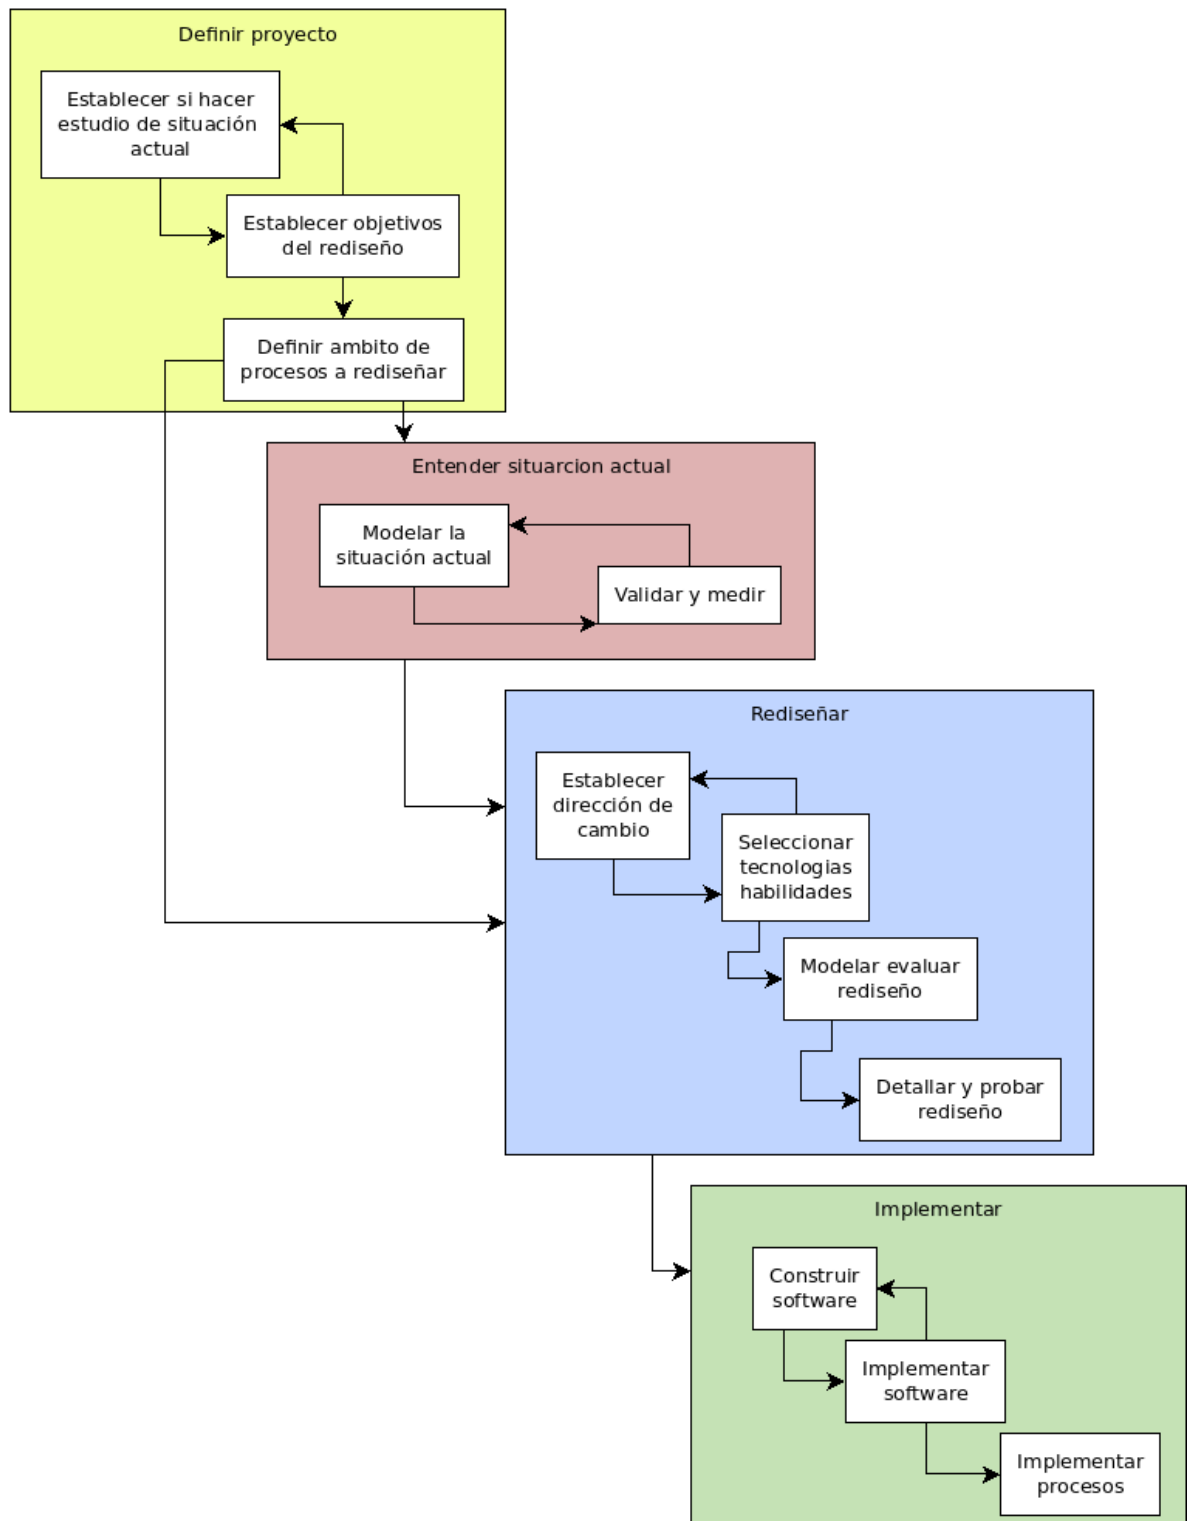 Definir proyecto
Establecer si hacer
estudio de situación
actual
Establecer objetivos
del rediseño
Definir ambito de
procesos a rediseñar
Entender situarcion actual
Modelar la
situación actual
Validar y medir
Rediseñar
Establecer
dirección de
cambio
Seleccionar
tecnologias
habilidades
Modelar evaluar
rediseño
Detallar y probar
rediseño
Implementar
Construir
software
Implementar
software
Implementar
procesos